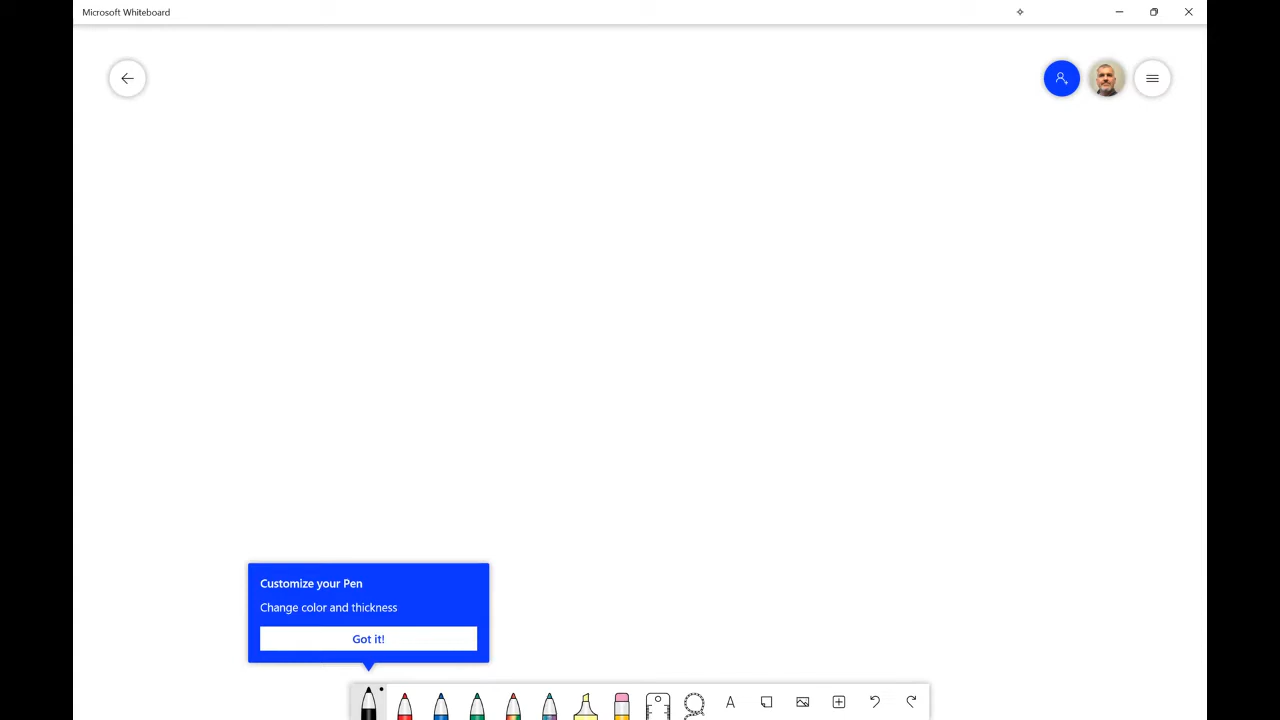 Microsoft Whiteboard
Customize your Pen
Change color and thickness
Got it!
A